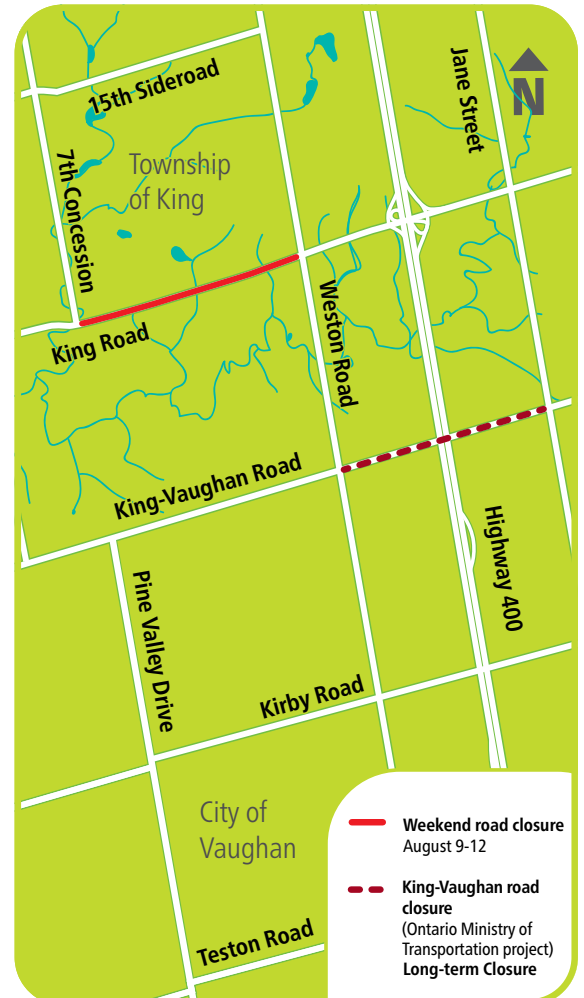 15th Sideroad
Jane Street
N
7th Concession
Township
of King
King Road
Weston Road
King-Vaughan Road
Highway 400
Pine Valley Drive
Kirby Road
City of
Vaughan
Teston Road
Weekend road closure
August 9-12
King-Vaughan road
closure
(Ontario Ministry of
Transportation project)
Long-term Closure